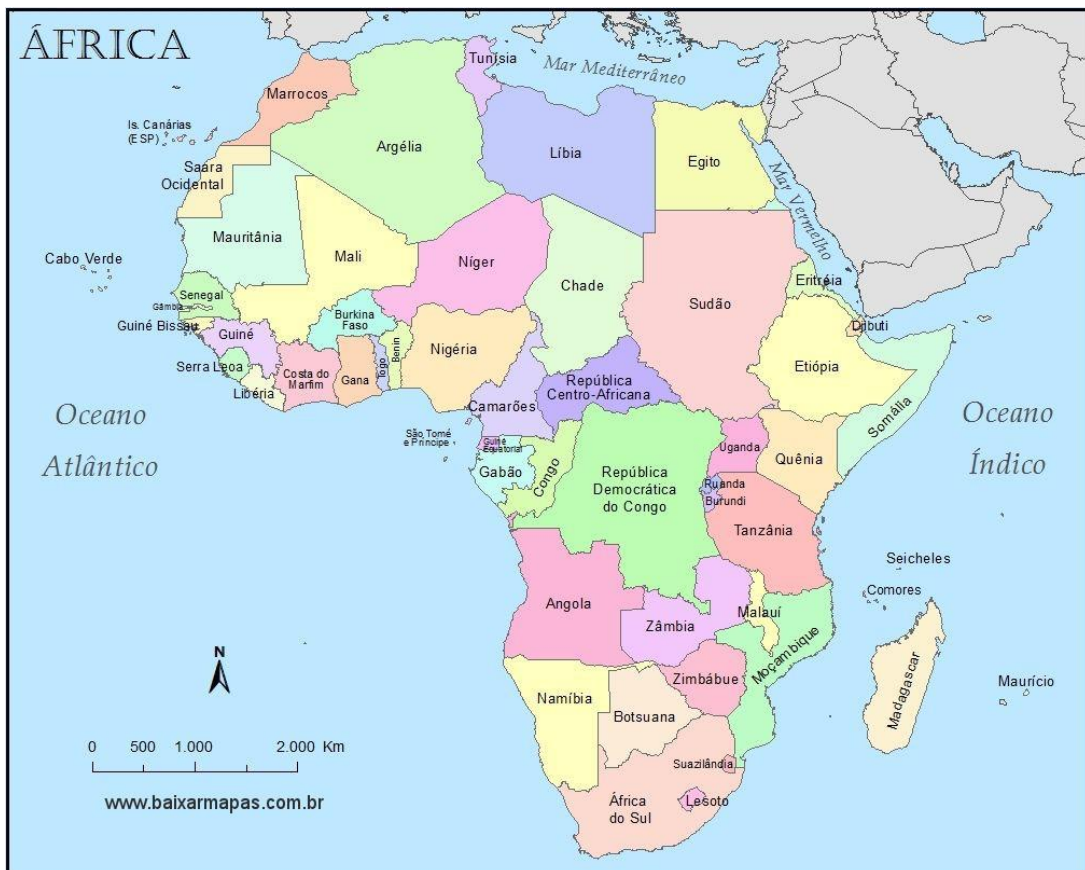 ÁFRICA
Tunísia
Mar Mediterrâneo
Marrocos
Is. Canárias
(ESP)
Argélia
Líbia
Egito
Saara
Ocidental
Mar Vermelho
Mauritânia
Mali
Níger
Chade
Sudão
Eritréia
Cabo Verde
Senegal
Gâmbia
Guiné Bissau
Guiné
Burkina
Faso
Benin
Togo
Nigéria
Djibuti
Etiópia
Serra Leoa
Costa do
Marfim
Gana
Libéria
Camarões
República
Centro-Africana
Somália
Oceano
Atlântico
Oceano
Índico
São Tomé
e Príncipe
Guiné
Equatorial
Gabão
Congo
República
Democrática
do Congo
Uganda
Quênia
Ruanda
Burundi
Tanzânia
Seicheles
Comores
Angola
Zâmbia
Malauí
Moçambique
N
Namíbia
Botsuana
Zimbábue
Madagascar
Maurício
0 500 1.000 2.000 Km
Suazilândia
África
do Sul
Lesoto
www.baixarmapas.com.br